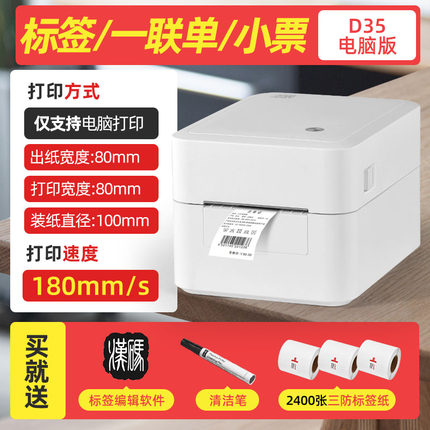 标签/一联单/小票
D35
电脑版
打印方式
仅支持电脑打印
出纸宽度:80mm
打印宽度:80mm
装纸直径:100mm
打印速度
180mm/s
买就送
漢碼
标签编辑软件
清洁笔
2400张三防标签纸